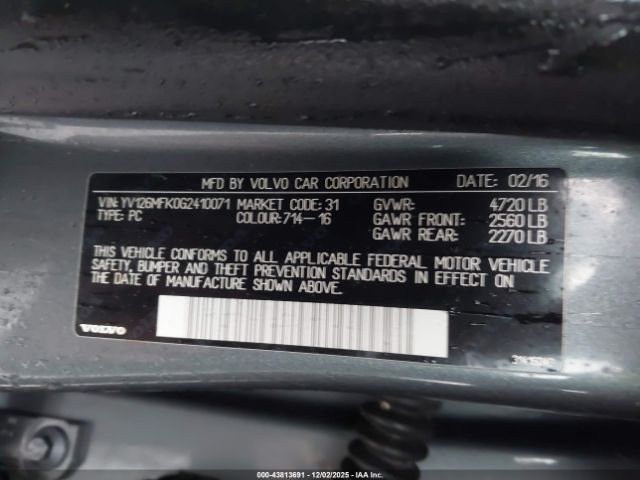 MFD BY VOLVO CAR CORPORATION DATE: 02/16
VIN: YV126MFK0G2410071 MARKET CODE: 31 GVWR: 4720 LB
TYPE: PC COLOUR: 714-16 GAWR FRONT: 2560 LB
GAWR REAR: 2270 LB
THIS VEHICLE CONFORMS TO ALL APPLICABLE FEDERAL MOTOR VEHICLE
SAFETY, BUMPER AND THEFT PREVENTION STANDARDS IN EFFECT ON
THE DATE OF MANUFACTURE SHOWN ABOVE.
VOLVO
© 0-43813691 - 12/02/2025 - IAA Inc.